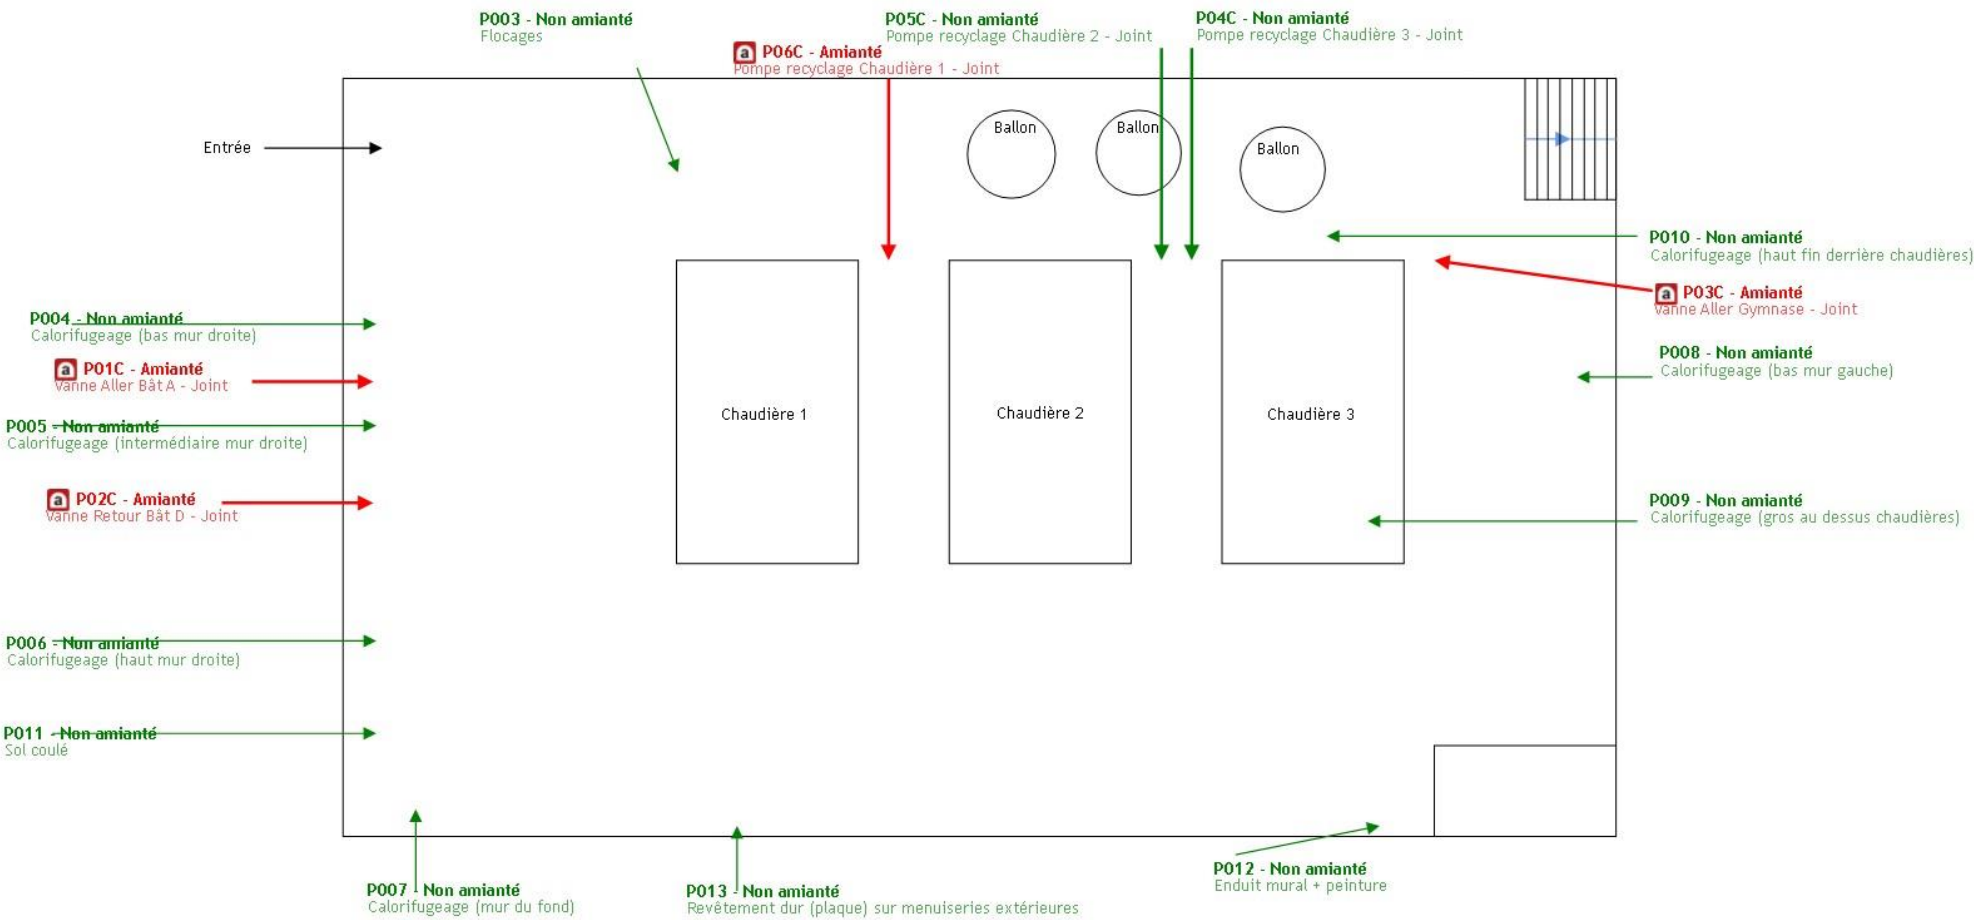 P003 - Non amianté
Flocages
a P06C - Amianté
Pompe recyclage Chaudière 1 - Joint
P05C - Non amianté
Pompe recyclage Chaudière 2 - Joint
P04C - Non amianté
Pompe recyclage Chaudière 3 - Joint
Entrée
Ballon
Ballon
Ballon
P010 - Non amianté
Calorifugeage (haut fin derrière chaudières)
a P03C - Amianté
Vanne Aller Gymnase - Joint
P004 - Non amianté
Calorifugeage (bas mur droite)
a P01C - Amianté
Vanne Aller Bât A - Joint
P008 - Non amianté
Calorifugeage (bas mur gauche)
P005 - Non amianté
Calorifugeage (intermédiaire mur droite)
Chaudière 1
Chaudière 2
Chaudière 3
a P02C - Amianté
Vanne Retour Bât D - Joint
P009 - Non amianté
Calorifugeage (gros au dessus chaudières)
P006 - Non amianté
Calorifugeage (haut mur droite)
P011 - Non amianté
Sol coulé
P007 - Non amianté
Calorifugeage (mur du fond)
P013 - Non amianté
Revêtement dur (plaque) sur menuiseries extérieures
P012 - Non amianté
Enduit mural + peinture